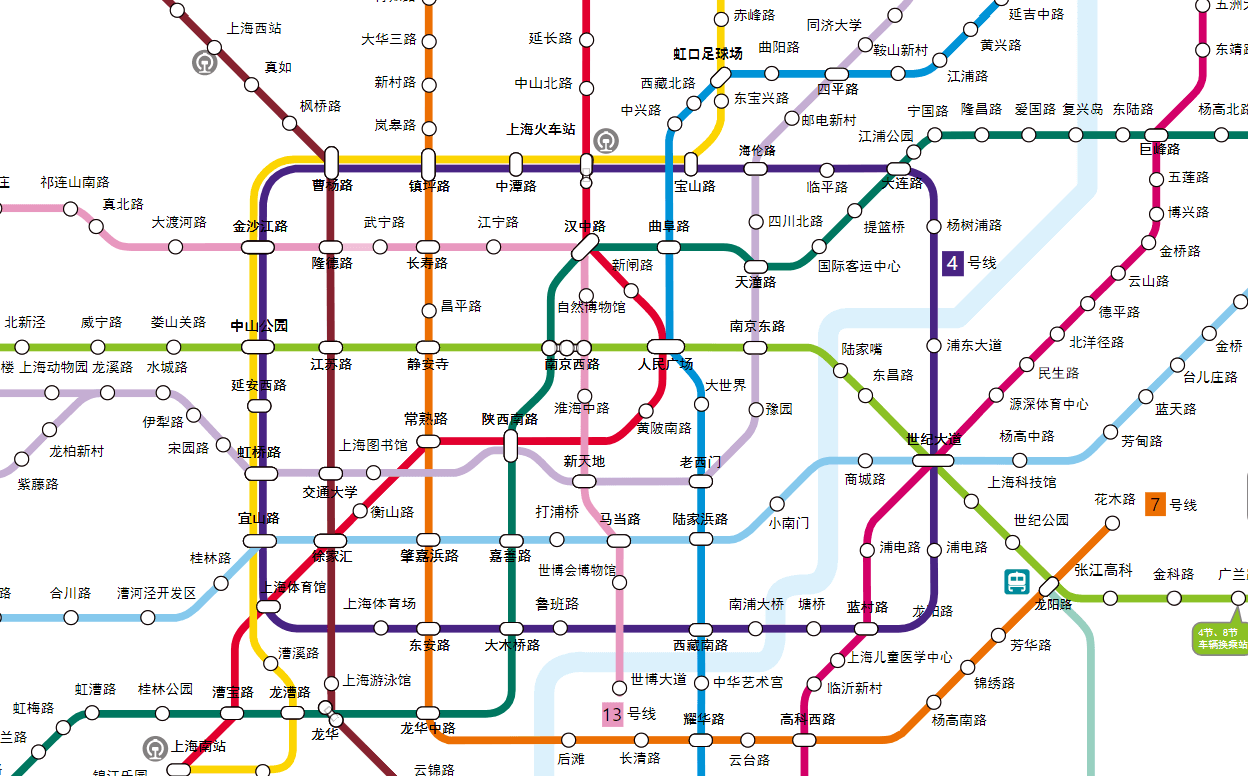 赤峰路
同济大学
延吉中路
上海西站
大华三路
延长路
虹口足球场
曲阳路
鞍山新村
黄兴路
真如
新村路
中山北路
西藏北路
四平路
江浦路
枫桥路
岚皋路
中兴路
东宝兴路
邮电新村
宁国路
隆昌路
爱国路
复兴岛
东陆路
杨高北路
上海火车站
江浦公园
海伦路
巨峰路
曹杨路
镇坪路
中潭路
宝山路
临平路
大连路
五莲路
祁连山南路
真北路
大渡河路
金沙江路
武宁路
江宁路
汉中路
曲阜路
四川北路
提篮桥
杨树浦路
博兴路
金桥路
隆德路
长寿路
新闸路
天潼路
国际客运中心
4 号线
云山路
昌平路
自然博物馆
德平路
北新泾
威宁路
娄山关路
中山公园
南京东路
浦东大道
北洋径路
金桥
楼
上海动物园
龙溪路
水城路
江苏路
静安寺
南京西路
人民广场
陆家嘴
东昌路
民生路
台儿庄路
延安西路
大世界
源深体育中心
蓝天路
伊犁路
常熟路
陕西南路
淮海中路
黄陂南路
豫园
龙柏新村
宋园路
虹桥路
上海图书馆
新天地
老西门
世纪大道
杨高中路
芳甸路
紫藤路
交通大学
商城路
上海科技馆
花木路
7 号线
宜山路
衡山路
打浦桥
马当路
陆家浜路
小南门
世纪公园
桂林路
徐家汇
肇嘉浜路
嘉善路
浦电路
浦电路
路
合川路
漕河泾开发区
上海体育馆
世博会博物馆
张江高科
金科路
广兰
上海体育场
鲁班路
南浦大桥
塘桥
蓝村路
龙阳路
龙阳路
4节、8节
车辆换乘站
漕溪路
东安路
大木桥路
西藏南路
上海儿童医学中心
芳华路
虹漕路
桂林公园
漕宝路
龙漕路
上海游泳馆
世博大道
中华艺术宫
临沂新村
锦绣路
虹梅路
13 号线
兰路
上海南站
龙华
龙华中路
耀华路
高科西路
杨高南路
锦江乐园
云锦路
后滩
长清路
云台路